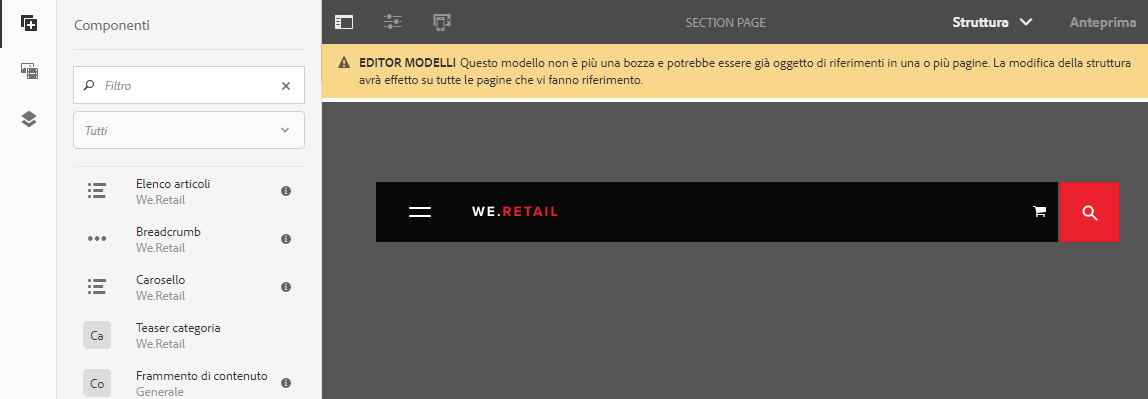 Componenti
SECTION PAGE
Struttura
Anteprima
EDITOR MODELLI Questo modello non è più una bozza e potrebbe essere già oggetto di riferimenti in una o più pagine. La modifica della struttura
avrà effetto su tutte le pagine che vi fanno riferimento.
Filtro
Tutti
Elenco articoli
We.Retail
Breadcrumb
We.Retail
Carosello
We.Retail
Ca
Teaser categoria
We.Retail
Co
Frammento di contenuto
Generale
WE.RETAIL